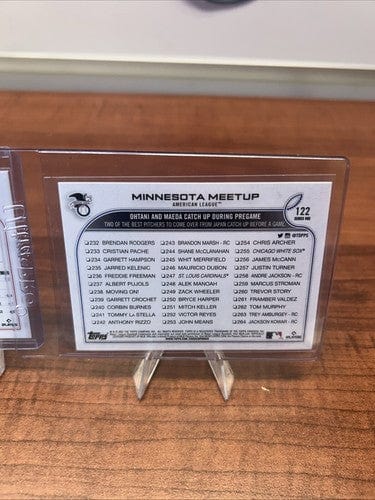 MINNESOTA MEETUP
AMERICAN LEAGUE™
122
SERIES ONE
OHTANI AND MAEDA CATCH UP DURING PREGAME
TWO OF THE BEST PITCHERS TO COME OVER FROM JAPAN CATCH UP BEFORE A GAME.
@TOPPS
232 BRENDAN RODGERS
233 CRISTIAN PACHE
234 GARRETT HAMPSON
235 JARRED KELENIC
236 FREDDIE FREEMAN
237 ALBERT PUJOLS
238 MOVING ON!
239 GARRETT CROCHET
240 CORBIN BURNES
241 TOMMY LA STELLA
242 ANTHONY RIZZO
243 BRANDON MARSH - RC
244 SHANE MCCLANAHAN
245 WHIT MERRIFIELD
246 MAURICIO DUBON
247 ST. LOUIS CARDINALS®
248 ALEK MANOAH
249 ZACK WHEELER
250 BRYCE HARPER
251 MITCH KELLER
252 VICTOR REYES
253 JOHN MEANS
254 CHRIS ARCHER
255 CHICAGO WHITE SOX®
256 JAMES MCCANN
257 JUSTIN TURNER
258 ANDRE JACKSON - RC
259 MARCUS STROMAN
260 TREVOR STORY
261 FRAMBER VALDEZ
262 TOM MURPHY
263 TREY AMBURGEY - RC
264 JACKSON KOWAR - RC
TOPPS